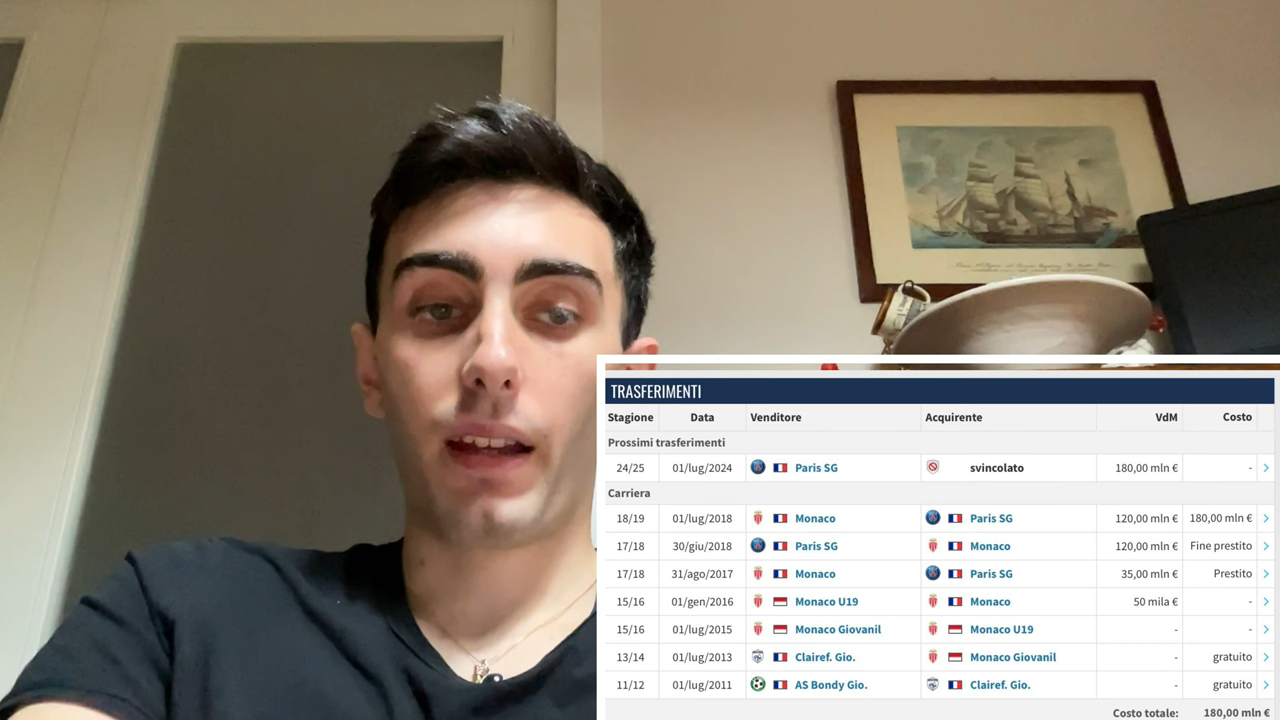 TRASFERIMENTI
Stagione Data Venditore Acquirente VdM Costo
Prossimi trasferimenti
24/25 01/lug/2024 Paris SG svincolato 180,00 mln € -
Carriera
18/19 01/lug/2018 Monaco Paris SG 120,00 mln € 180,00 mln €
17/18 30/giu/2018 Paris SG Monaco 120,00 mln € Fine prestito
17/18 31/ago/2017 Monaco Paris SG 35,00 mln € Prestito
15/16 01/gen/2016 Monaco U19 Monaco 50 mila € -
15/16 01/lug/2015 Monaco Giovanil Monaco U19 - -
13/14 01/lug/2013 Clairef. Gio. Monaco Giovanil - gratuito
11/12 01/lug/2011 AS Bondy Gio. Clairef. Gio. - gratuito
Costo totale: 180,00 mln €